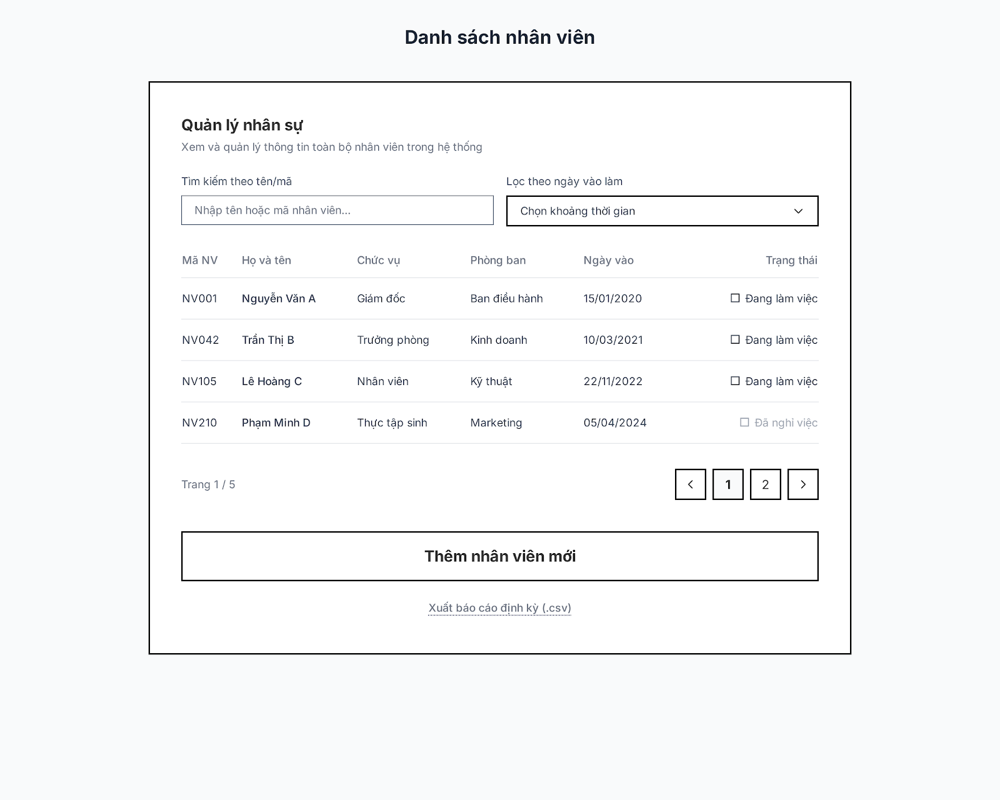 Danh sách nhân viên
Quản lý nhân sự
Xem và quản lý thông tin toàn bộ nhân viên trong hệ thống
Tìm kiếm theo tên/mã
Lọc theo ngày vào làm
Nhập tên hoặc mã nhân viên...
Chọn khoảng thời gian
Mã NV Họ và tên Chức vụ Phòng ban Ngày vào Trạng thái
NV001 Nguyễn Văn A Giám đốc Ban điều hành 15/01/2020 Đang làm việc
NV042 Trần Thị B Trưởng phòng Kinh doanh 10/03/2021 Đang làm việc
NV105 Lê Hoàng C Nhân viên Kỹ thuật 22/11/2022 Đang làm việc
NV210 Phạm Minh D Thực tập sinh Marketing 05/04/2024 Đã nghỉ việc
Trang 1 / 5
1 2
Thêm nhân viên mới
Xuất báo cáo định kỳ (.csv)